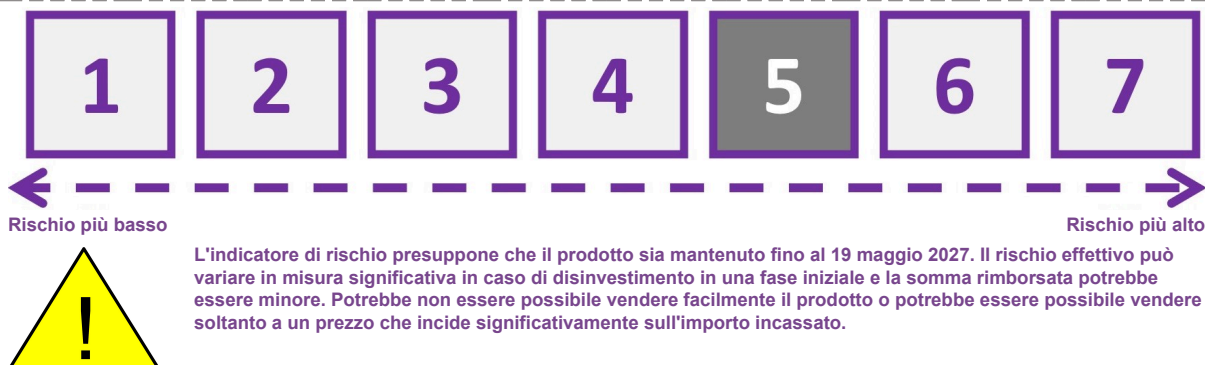 1 2 3 4 5 6 7
Rischio più basso Rischio più alto
L'indicatore di rischio presuppone che il prodotto sia mantenuto fino al 19 maggio 2027. Il rischio effettivo può
variare in misura significativa in caso di disinvestimento in una fase iniziale e la somma rimborsata potrebbe
essere minore. Potrebbe non essere possibile vendere facilmente il prodotto o potrebbe essere possibile vendere
soltanto a un prezzo che incide significativamente sull'importo incassato.
!